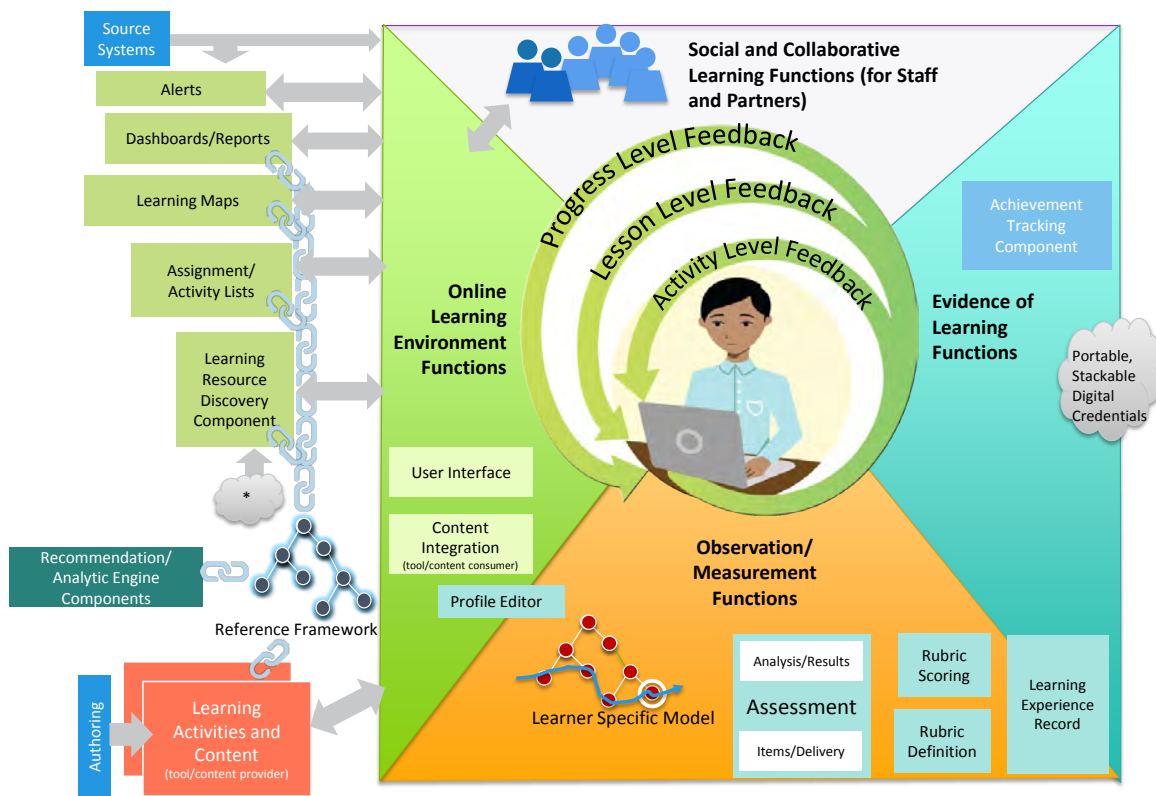 Source
Systems
Alerts
Dashboards/Reports
Learning Maps
Assignment/
Activity Lists
Learning
Resource
Discovery
Component
*
Recommendation/
Analytic Engine
Components
Reference Framework
Authoring
Learning
Activities and
Content
(tool/content provider)
Social and Collaborative
Learning Functions (for Staff
and Partners)
Progress Level Feedback
Lesson Level Feedback
Activity Level Feedback
Online
Learning
Environment
Functions
User Interface
Content
Integration
(tool/content consumer)
Profile Editor
Achievement
Tracking
Component
Evidence of
Learning
Functions
Portable,
Stackable
Digital
Credentials
Observation/
Measurement
Functions
Learner Specific Model
Analysis/Results
Assessment
Items/Delivery
Rubric
Scoring
Rubric
Definition
Learning
Experience
Record